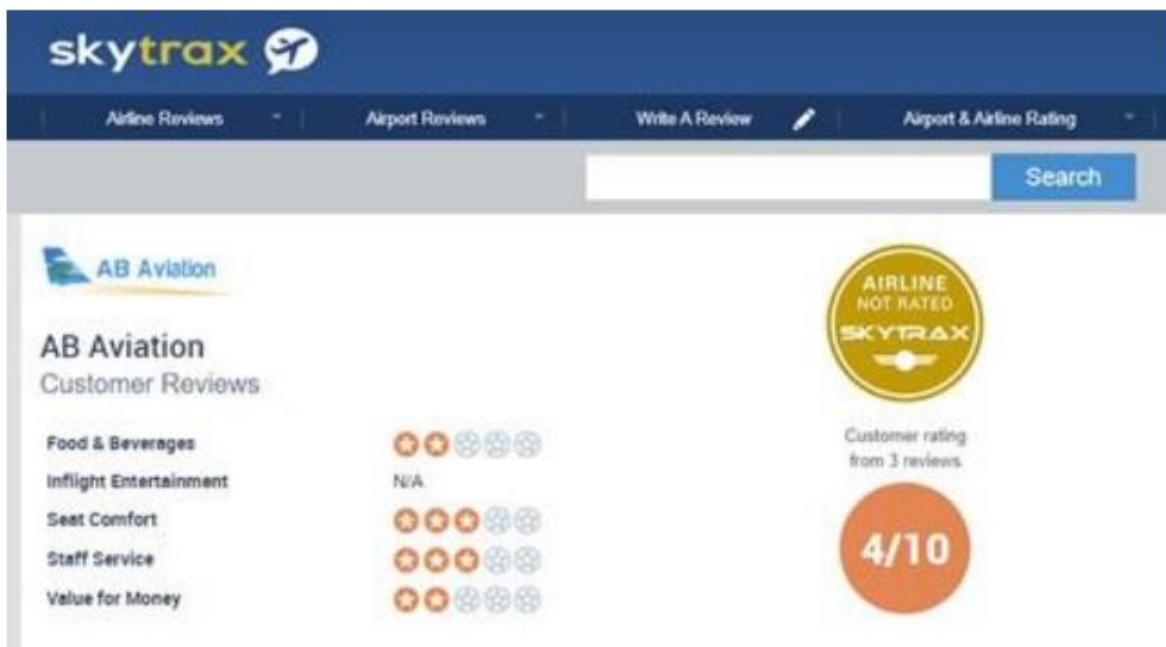 skytrax
Airline Reviews Airport Reviews Write A Review Airport & Airline Rating
Search
AB Aviation
AIRLINE
NOT RATED
SKYTRAX
AB Aviation
Customer Reviews
Food & Beverages
Inflight Entertainment N/A
Seat Comfort
Staff Service
Value for Money
Customer rating
from 3 reviews
4/10